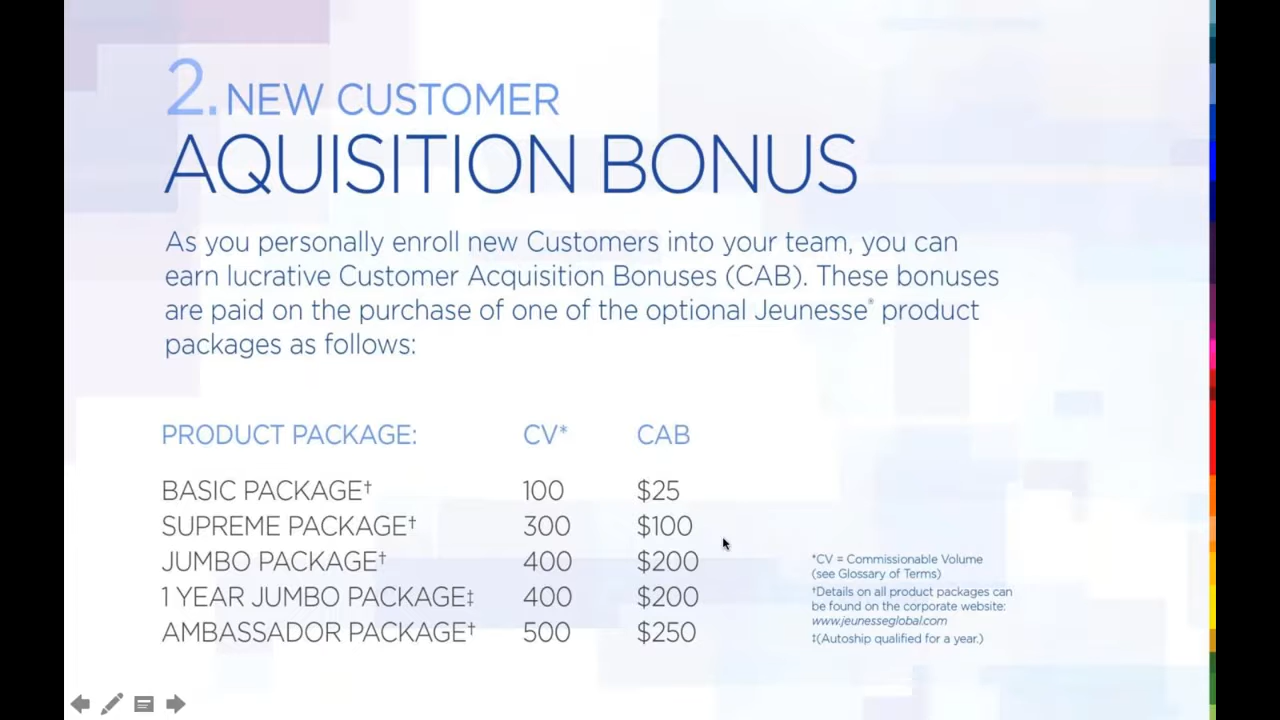 2. NEW CUSTOMER
AQUISITION BONUS
As you personally enroll new Customers into your team, you can
earn lucrative Customer Acquisition Bonuses (CAB). These bonuses
are paid on the purchase of one of the optional Jeunesse® product
packages as follows:
PRODUCT PACKAGE: CV* CAB
BASIC PACKAGE† 100 $25
SUPREME PACKAGE† 300 $100
JUMBO PACKAGE† 400 $200
1 YEAR JUMBO PACKAGE‡ 400 $200
AMBASSADOR PACKAGE† 500 $250
*CV = Commissionable Volume
(see Glossary of Terms)
†Details on all product packages can
be found on the corporate website:
www.jeunesseglobal.com
‡(Autoship qualified for a year.)